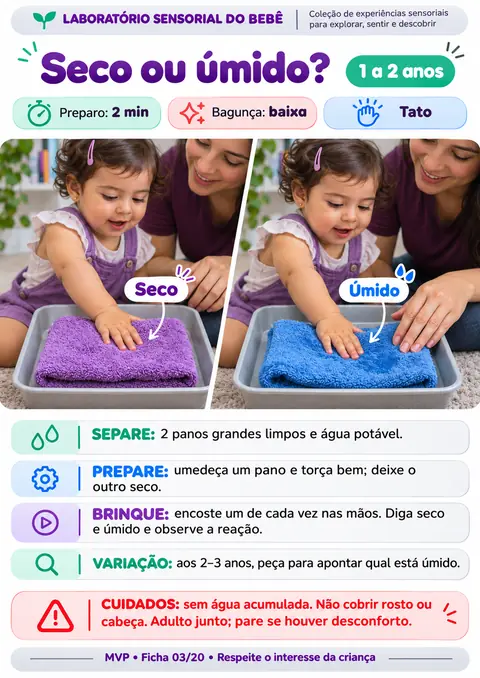 LABORATÓRIO SENSORIAL DO BEBÊ
Coleção de experiências sensoriais
para explorar, sentir e descobrir
Seco ou úmido?
1 a 2 anos
Preparo: 2 min
Bagunça: baixa
Tato
Seco
Úmido
SEPARE: 2 panos grandes limpos e água potável.
PREPARE: umedeça um pano e torça bem; deixe o
outro seco.
BRINQUE: encoste um de cada vez nas mãos. Diga seco
e úmido e observe a reação.
VARIAÇÃO: aos 2–3 anos, peça para apontar qual está úmido.
CUIDADOS: sem água acumulada. Não cobrir rosto ou
cabeça. Adulto junto; pare se houver desconforto.
MVP • Ficha 03/20 • Respeite o interesse da criança